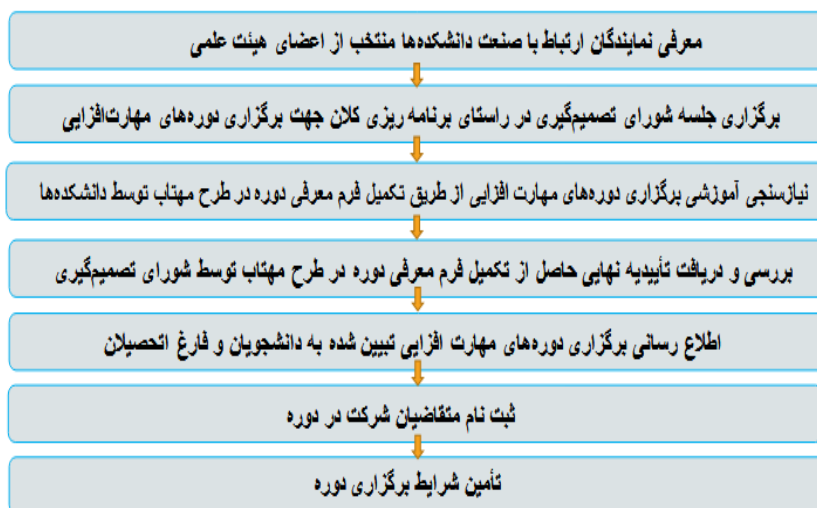 معرفی نمایندگان ارتباط با صنعت دانشکده‌ها منتخب از اعضای هیئت علمی
برگزاری جلسه شورای تصمیم‌گیری در راستای برنامه ریزی کلان جهت برگزاری دوره‌های مهارت‌افزایی
نیازسنجی آموزشی برگزاری دوره‌های مهارت افزایی از طریق تکمیل فرم معرفی دوره در طرح مهتاب توسط دانشکده‌ها
بررسی و دریافت تأییدیه نهایی حاصل از تکمیل فرم معرفی دوره در طرح مهتاب توسط شورای تصمیم‌گیری
اطلاع رسانی برگزاری دوره‌های مهارت افزایی تبیین شده به دانشجویان و فارغ اتحصیلان
ثبت نام متقاضیان شرکت در دوره
تأمین شرایط برگزاری دوره